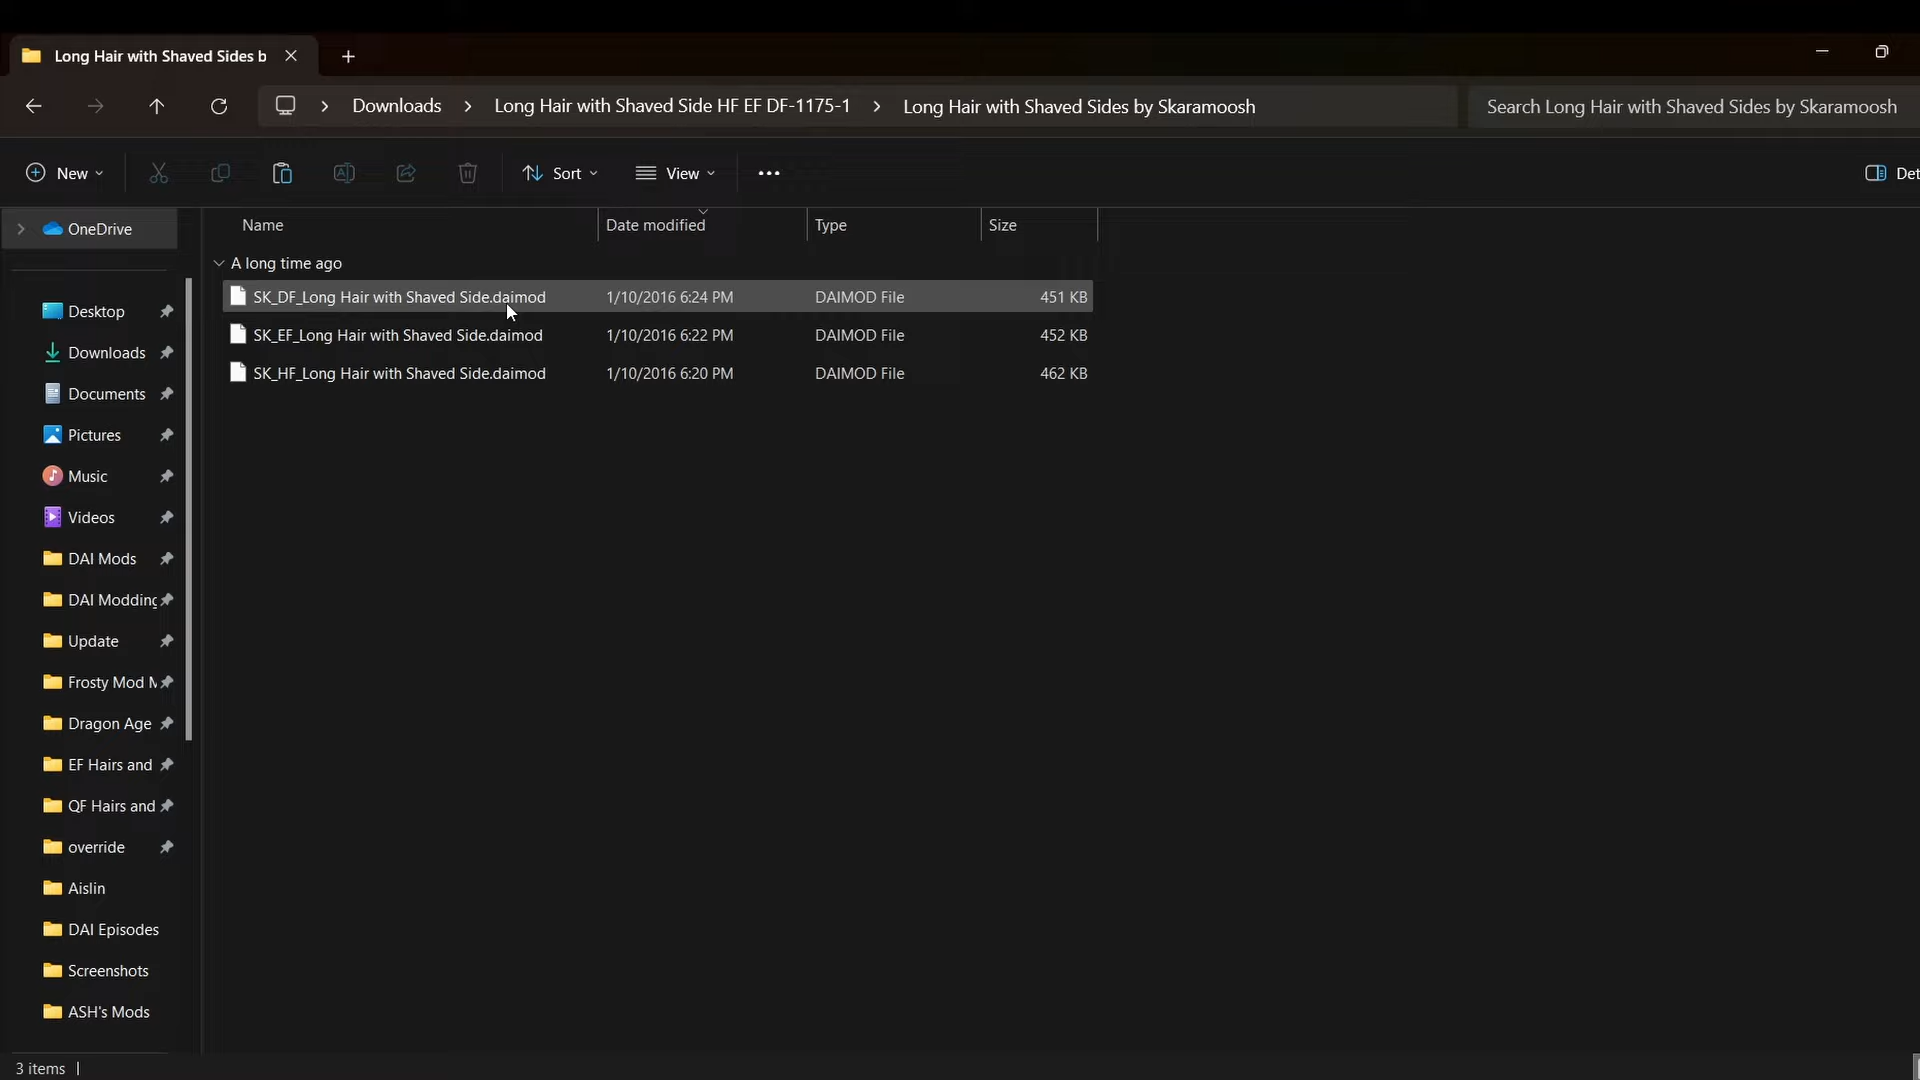 Long Hair with Shaved Sides b
Downloads > Long Hair with Shaved Side HF EF DF-1175-1 > Long Hair with Shaved Sides by Skaramoosh
Search Long Hair with Shaved Sides by Skaramoosh
New
Sort
View
Det
OneDrive
Desktop
Downloads
Documents
Pictures
Music
Videos
DAI Mods
DAI Modding
Update
Frosty Mod M
Dragon Age
EF Hairs and
QF Hairs and
override
Aislin
DAI Episodes
Screenshots
ASH's Mods
Name Date modified Type Size
A long time ago
SK_DF_Long Hair with Shaved Side.daimod 1/10/2016 6:24 PM DAIMOD File 451 KB
SK_EF_Long Hair with Shaved Side.daimod 1/10/2016 6:22 PM DAIMOD File 452 KB
SK_HF_Long Hair with Shaved Side.daimod 1/10/2016 6:20 PM DAIMOD File 462 KB
3 items